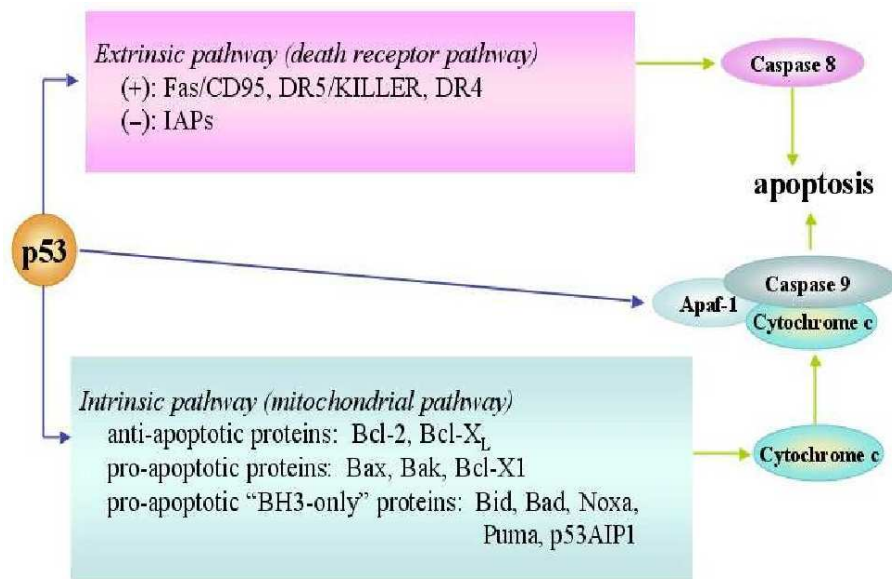 Extrinsic pathway (death receptor pathway)
(+): Fas/CD95, DR5/KILLER, DR4
(–): IAPs
Caspase 8
apoptosis
p53
Caspase 9
Apaf-1
Cytochrome c
Intrinsic pathway (mitochondrial pathway)
anti-apoptotic proteins: Bcl-2, Bcl-XL
pro-apoptotic proteins: Bax, Bak, Bcl-X1
pro-apoptotic “BH3-only” proteins: Bid, Bad, Noxa,
Puma, p53AIP1
Cytochrome c